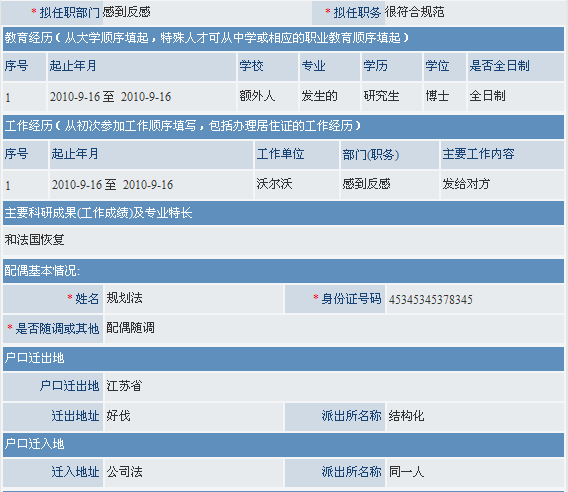 * 拟任职部门 感到反感 * 拟任职务 很符合规范
教育经历(从大学顺序填起，特殊人才可从中学或相应的职业教育顺序填起)
序号 起止年月 学校 专业 学历 学位 是否全日制
1 2010-9-16 至 2010-9-16 额外人 发生的 研究生 博士 全日制
工作经历(从初次参加工作顺序填写，包括办理居住证的工作经历)
序号 起止年月 工作单位 部门(职务) 主要工作内容
1 2010-9-16 至 2010-9-16 沃尔沃 感到反感 发给对方
主要科研成果(工作成绩)及专业特长
和法国恢复
配偶基本情况:
* 姓名 规划法 * 身份证号码 45345345378345
* 是否随调或其他 配偶随调
户口迁出地
户口迁出地 江苏省
迁出地址 好伐 派出所名称 结构化
户口迁入地
迁入地址 公司法 派出所名称 同一人